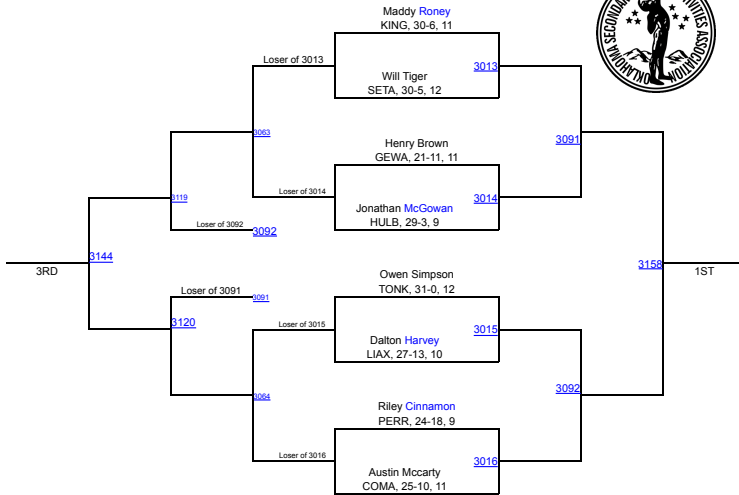 Maddy Roney
KING, 30-6, 11
Loser of 3013
3013
Will Tiger
SETA, 30-5, 12
3063
3091
Henry Brown
GEWA, 21-11, 11
Loser of 3014
3014
3119
Jonathan McGowan
HULB, 29-3, 9
Loser of 3092
3092
3144
3158
3RD
1ST
Owen Simpson
TONK, 31-0, 12
Loser of 3091
3091
3120
Loser of 3015
3015
Dalton Harvey
LIAX, 27-13, 10
3064
3092
Riley Cinnamon
PERR, 24-18, 9
Loser of 3016
3016
Austin Mccarty
COMA, 25-10, 11
OKLAHOMA SECONDAR
TIVITIES ASSOCIATION